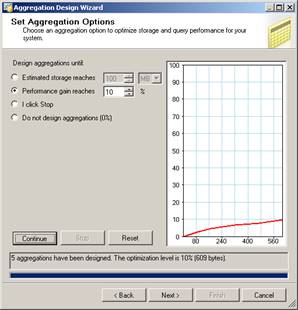 Aggregation Design Wizard
Set Aggregation Options
Choose an aggregation option to optimize storage and query performance for your
system.
Design aggregations until:
Estimated storage reaches 100 MB
Performance gain reaches 10 %
I click Stop
Do not design aggregations (0%)
100
90
80
70
60
50
40
30
20
10
0
80 240 400 560
Continue Stop Reset
5 aggregations have been designed. The optimization level is 10% (609 bytes).
< Back Next > Finish Cancel